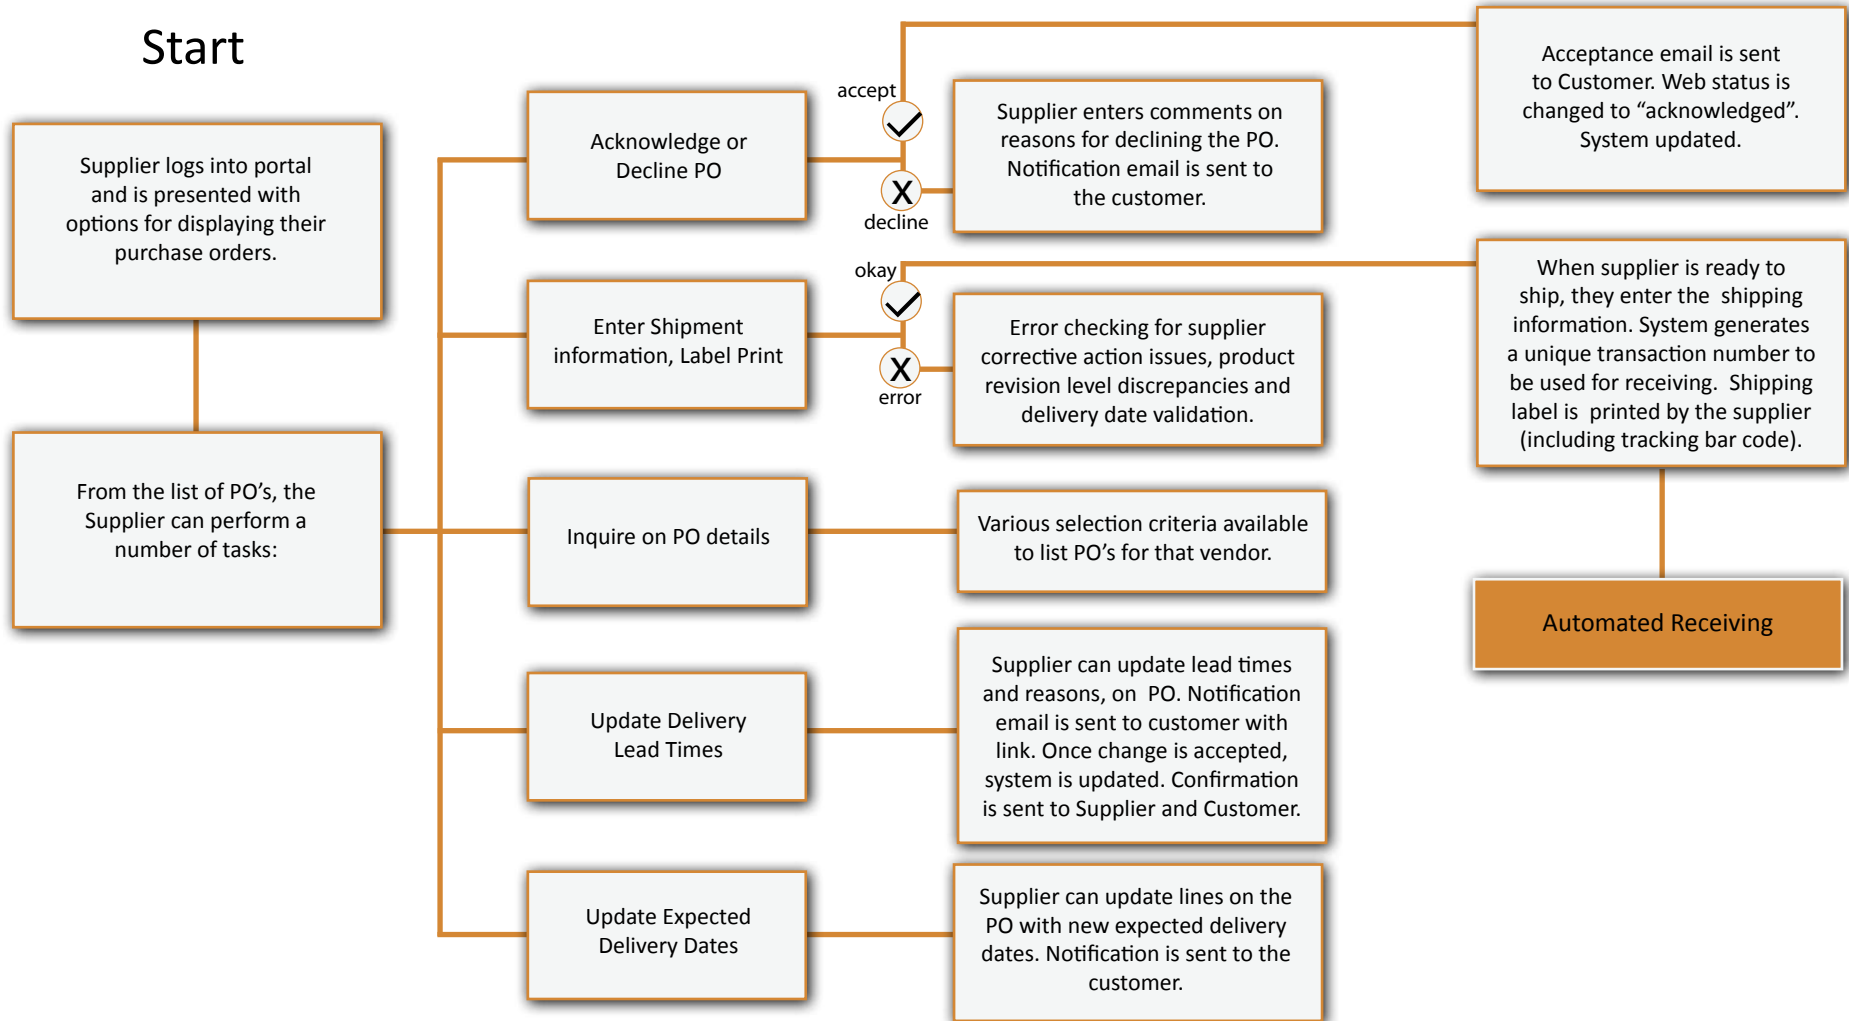 Start
Supplier logs into portal
and is presented with
options for displaying their
purchase orders.
From the list of PO’s, the
Supplier can perform a
number of tasks:
Acknowledge or
Decline PO
accept
X
decline
Supplier enters comments on
reasons for declining the PO.
Notification email is sent to
the customer.
Acceptance email is sent
to Customer. Web status is
changed to “acknowledged”.
System updated.
Enter Shipment
information, Label Print
okay
X
error
Error checking for supplier
corrective action issues, product
revision level discrepancies and
delivery date validation.
When supplier is ready to
ship, they enter the  shipping
information. System generates
a unique transaction number to
be used for receiving.  Shipping
label is  printed by the supplier
(including tracking bar code).
Automated Receiving
Inquire on PO details
Various selection criteria available
to list PO’s for that vendor.
Update Delivery
Lead Times
Supplier can update lead times
and reasons, on  PO. Notification
email is sent to customer with
link. Once change is accepted,
system is updated. Confirmation
is sent to Supplier and Customer.
Update Expected
Delivery Dates
Supplier can update lines on the
PO with new expected delivery
dates. Notification is sent to the
customer.